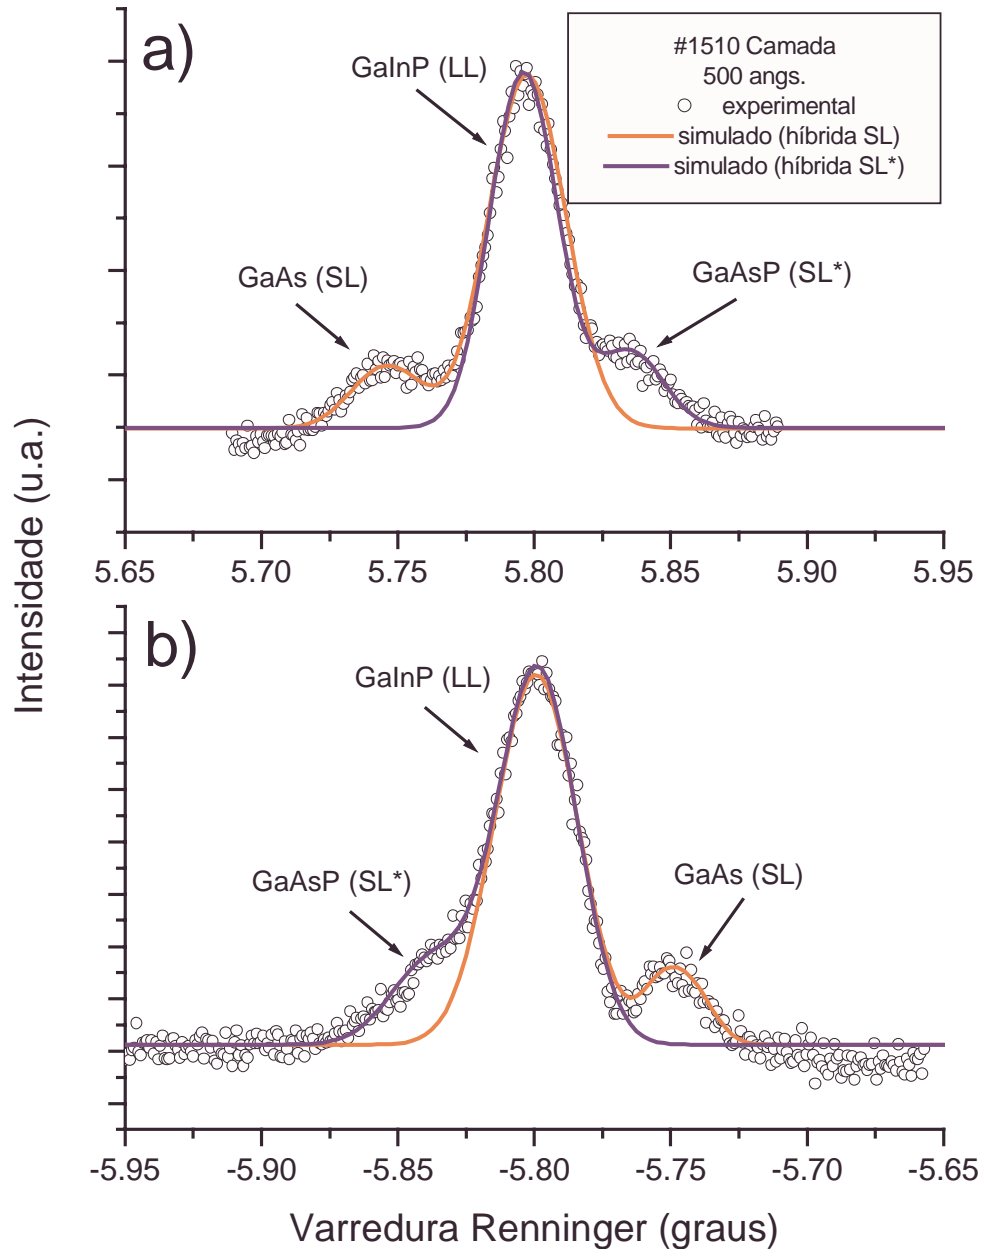 a)
GaInP (LL)
#1510 Camada
500 angs.
experimental
simulado (híbrida SL)
simulado (híbrida SL*)
GaAs (SL)
GaAsP (SL*)
5.65 5.70 5.75 5.80 5.85 5.90 5.95
Intensidade (u.a.)
b)
GaInP (LL)
GaAsP (SL*)
GaAs (SL)
-5.95 -5.90 -5.85 -5.80 -5.75 -5.70 -5.65
Varredura Renninger (graus)